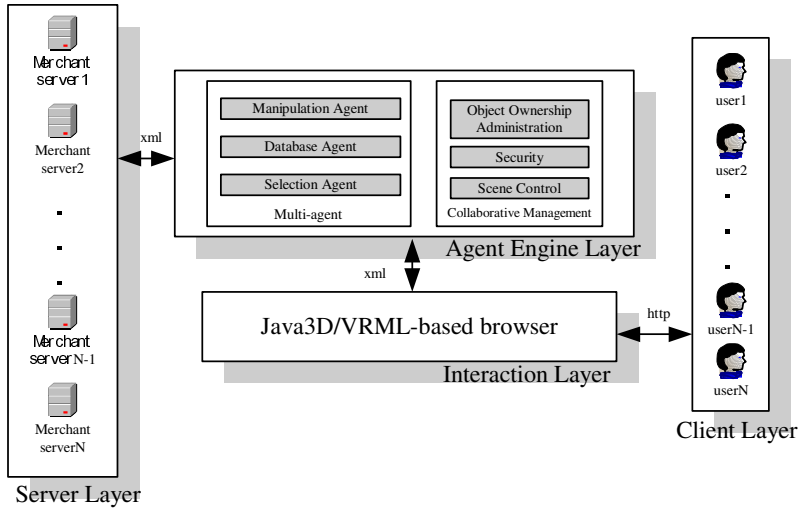 Merchant
server 1
Merchant
server2
Merchant
server N-1
Merchant
serverN
Server Layer
xml
Manipulation Agent
Database Agent
Selection Agent
Multi-agent
Object Ownership
Administration
Security
Scene Control
Collaborative Management
Agent Engine Layer
xml
Java3D/VRML-based browser
Interaction Layer
http
user1
user2
userN-1
userN
Client Layer